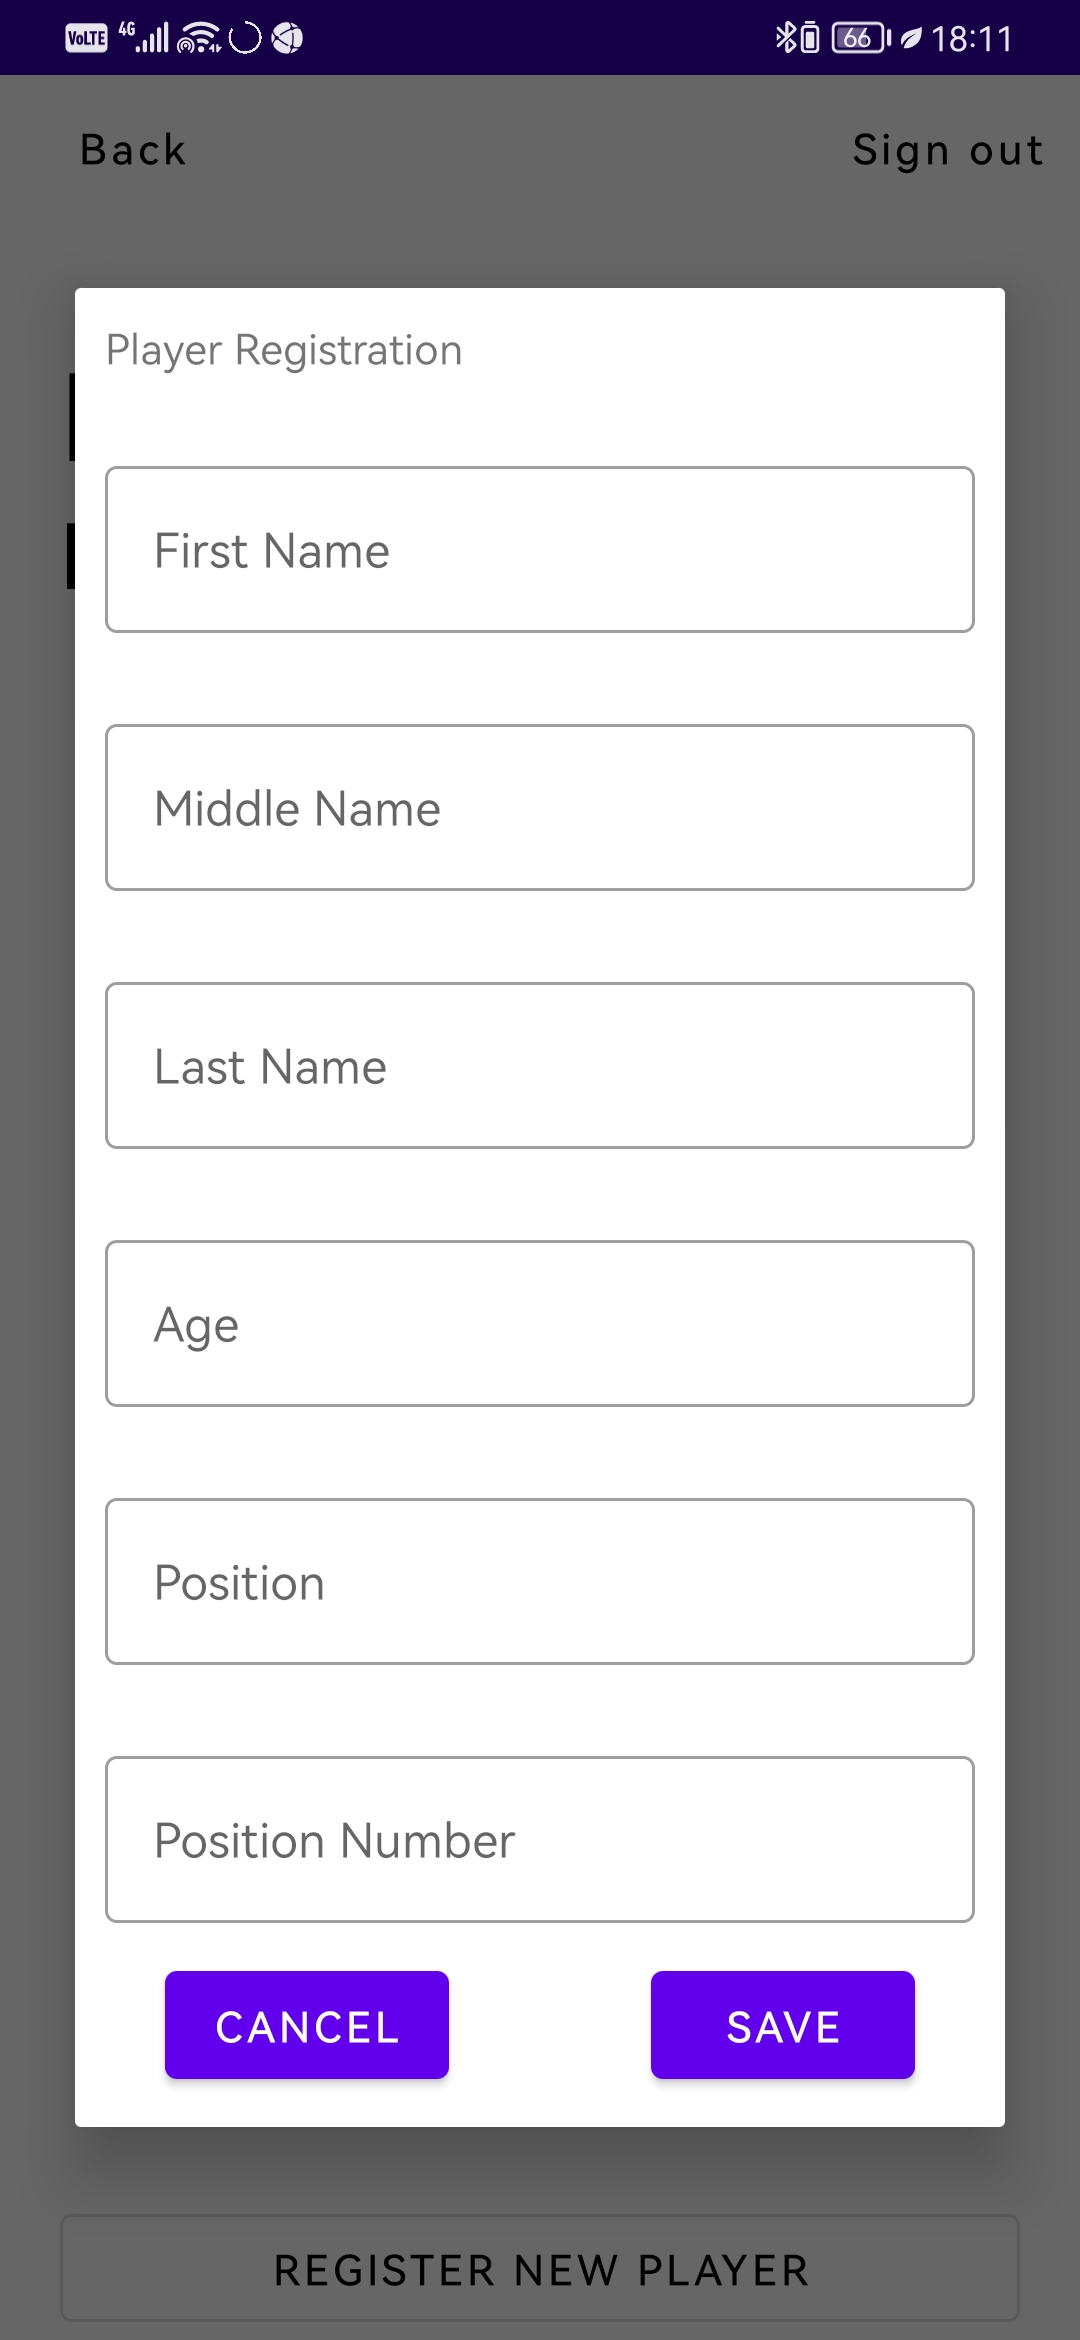 VoLTE 4G 66 18:11
Back Sign out
Player Registration
First Name
Middle Name
Last Name
Age
Position
Position Number
CANCEL SAVE
REGISTER NEW PLAYER